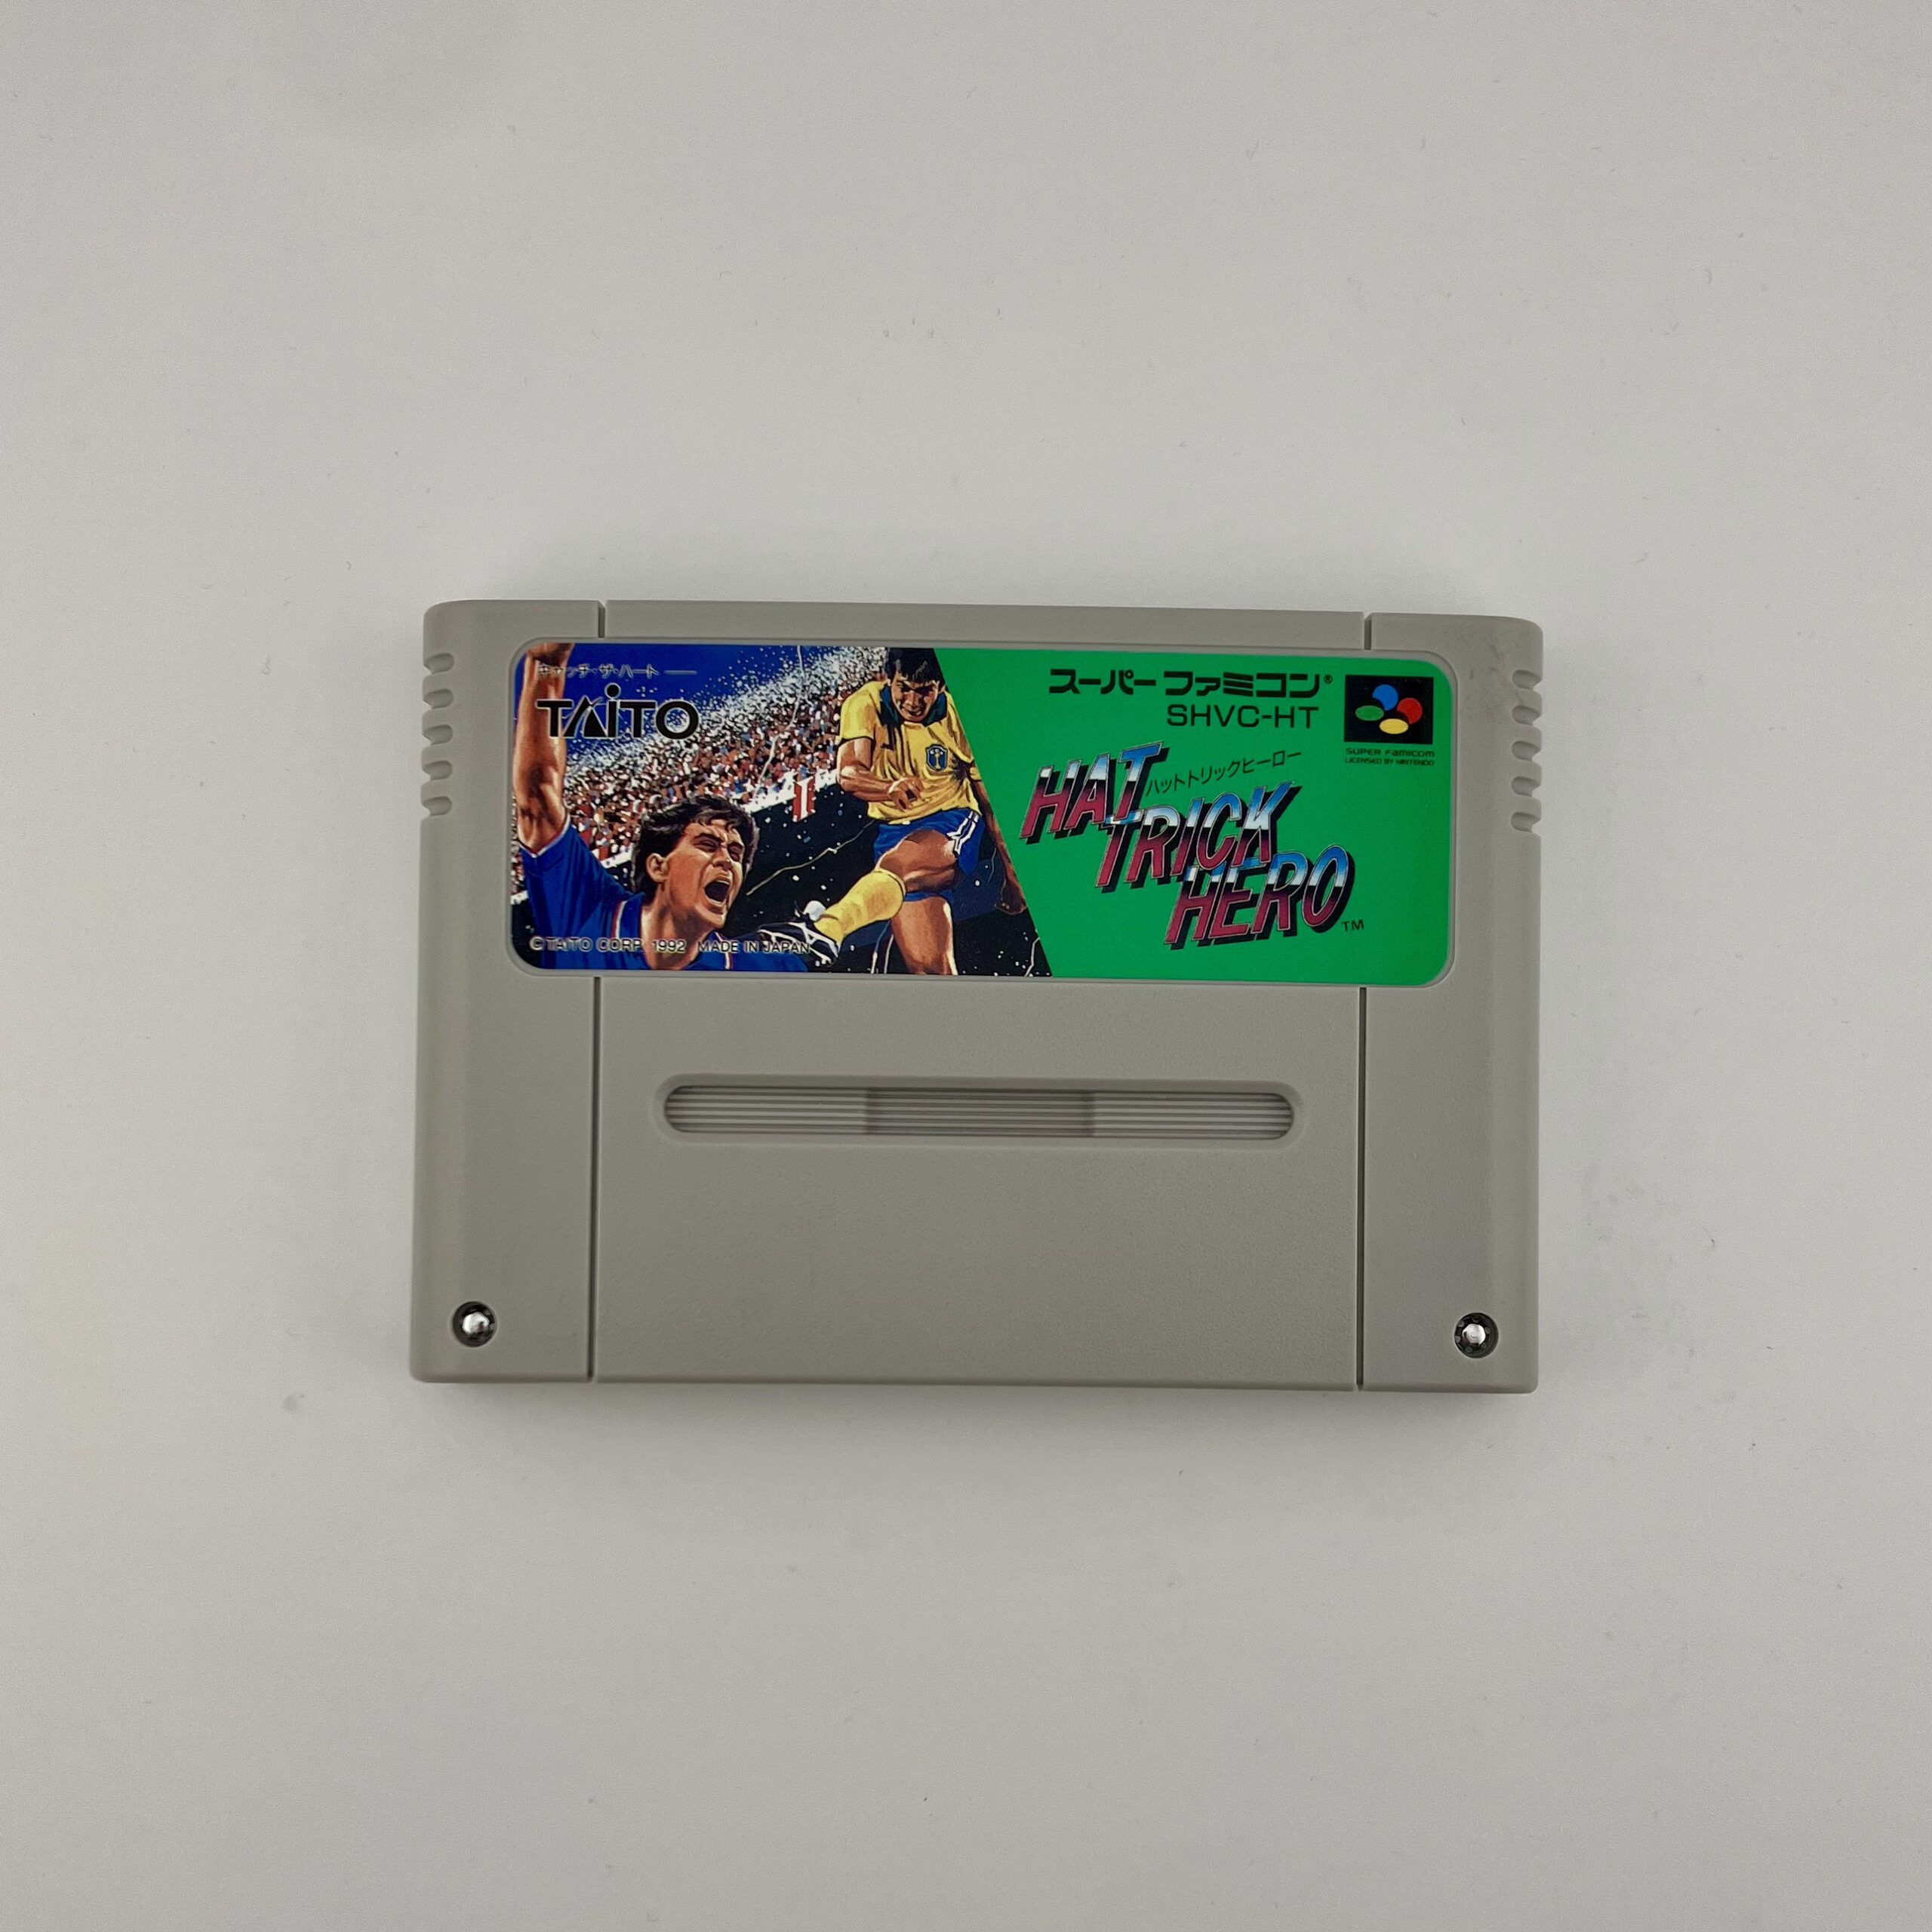 キャッチ・ザ・ハート
TAITO
© TAITO CORP. 1992 MADE IN JAPAN
スーパーファミコン®
SHVC-HT
SUPER FAMICOM
LICENSED BY NINTENDO
ハットトリックヒーロー
HAT
TRICK
HERO™